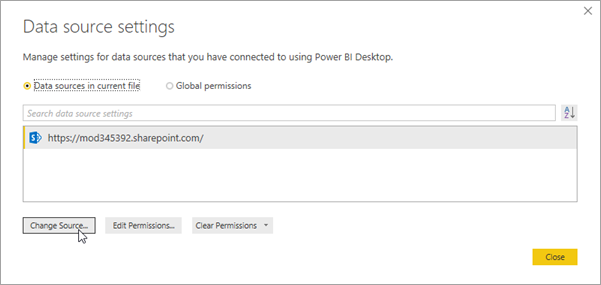 Data source settings
Manage settings for data sources that you have connected to using Power BI Desktop.
Data sources in current file Global permissions
Search data source settings
https://mod345392.sharepoint.com/
Change Source... Edit Permissions... Clear Permissions
Close